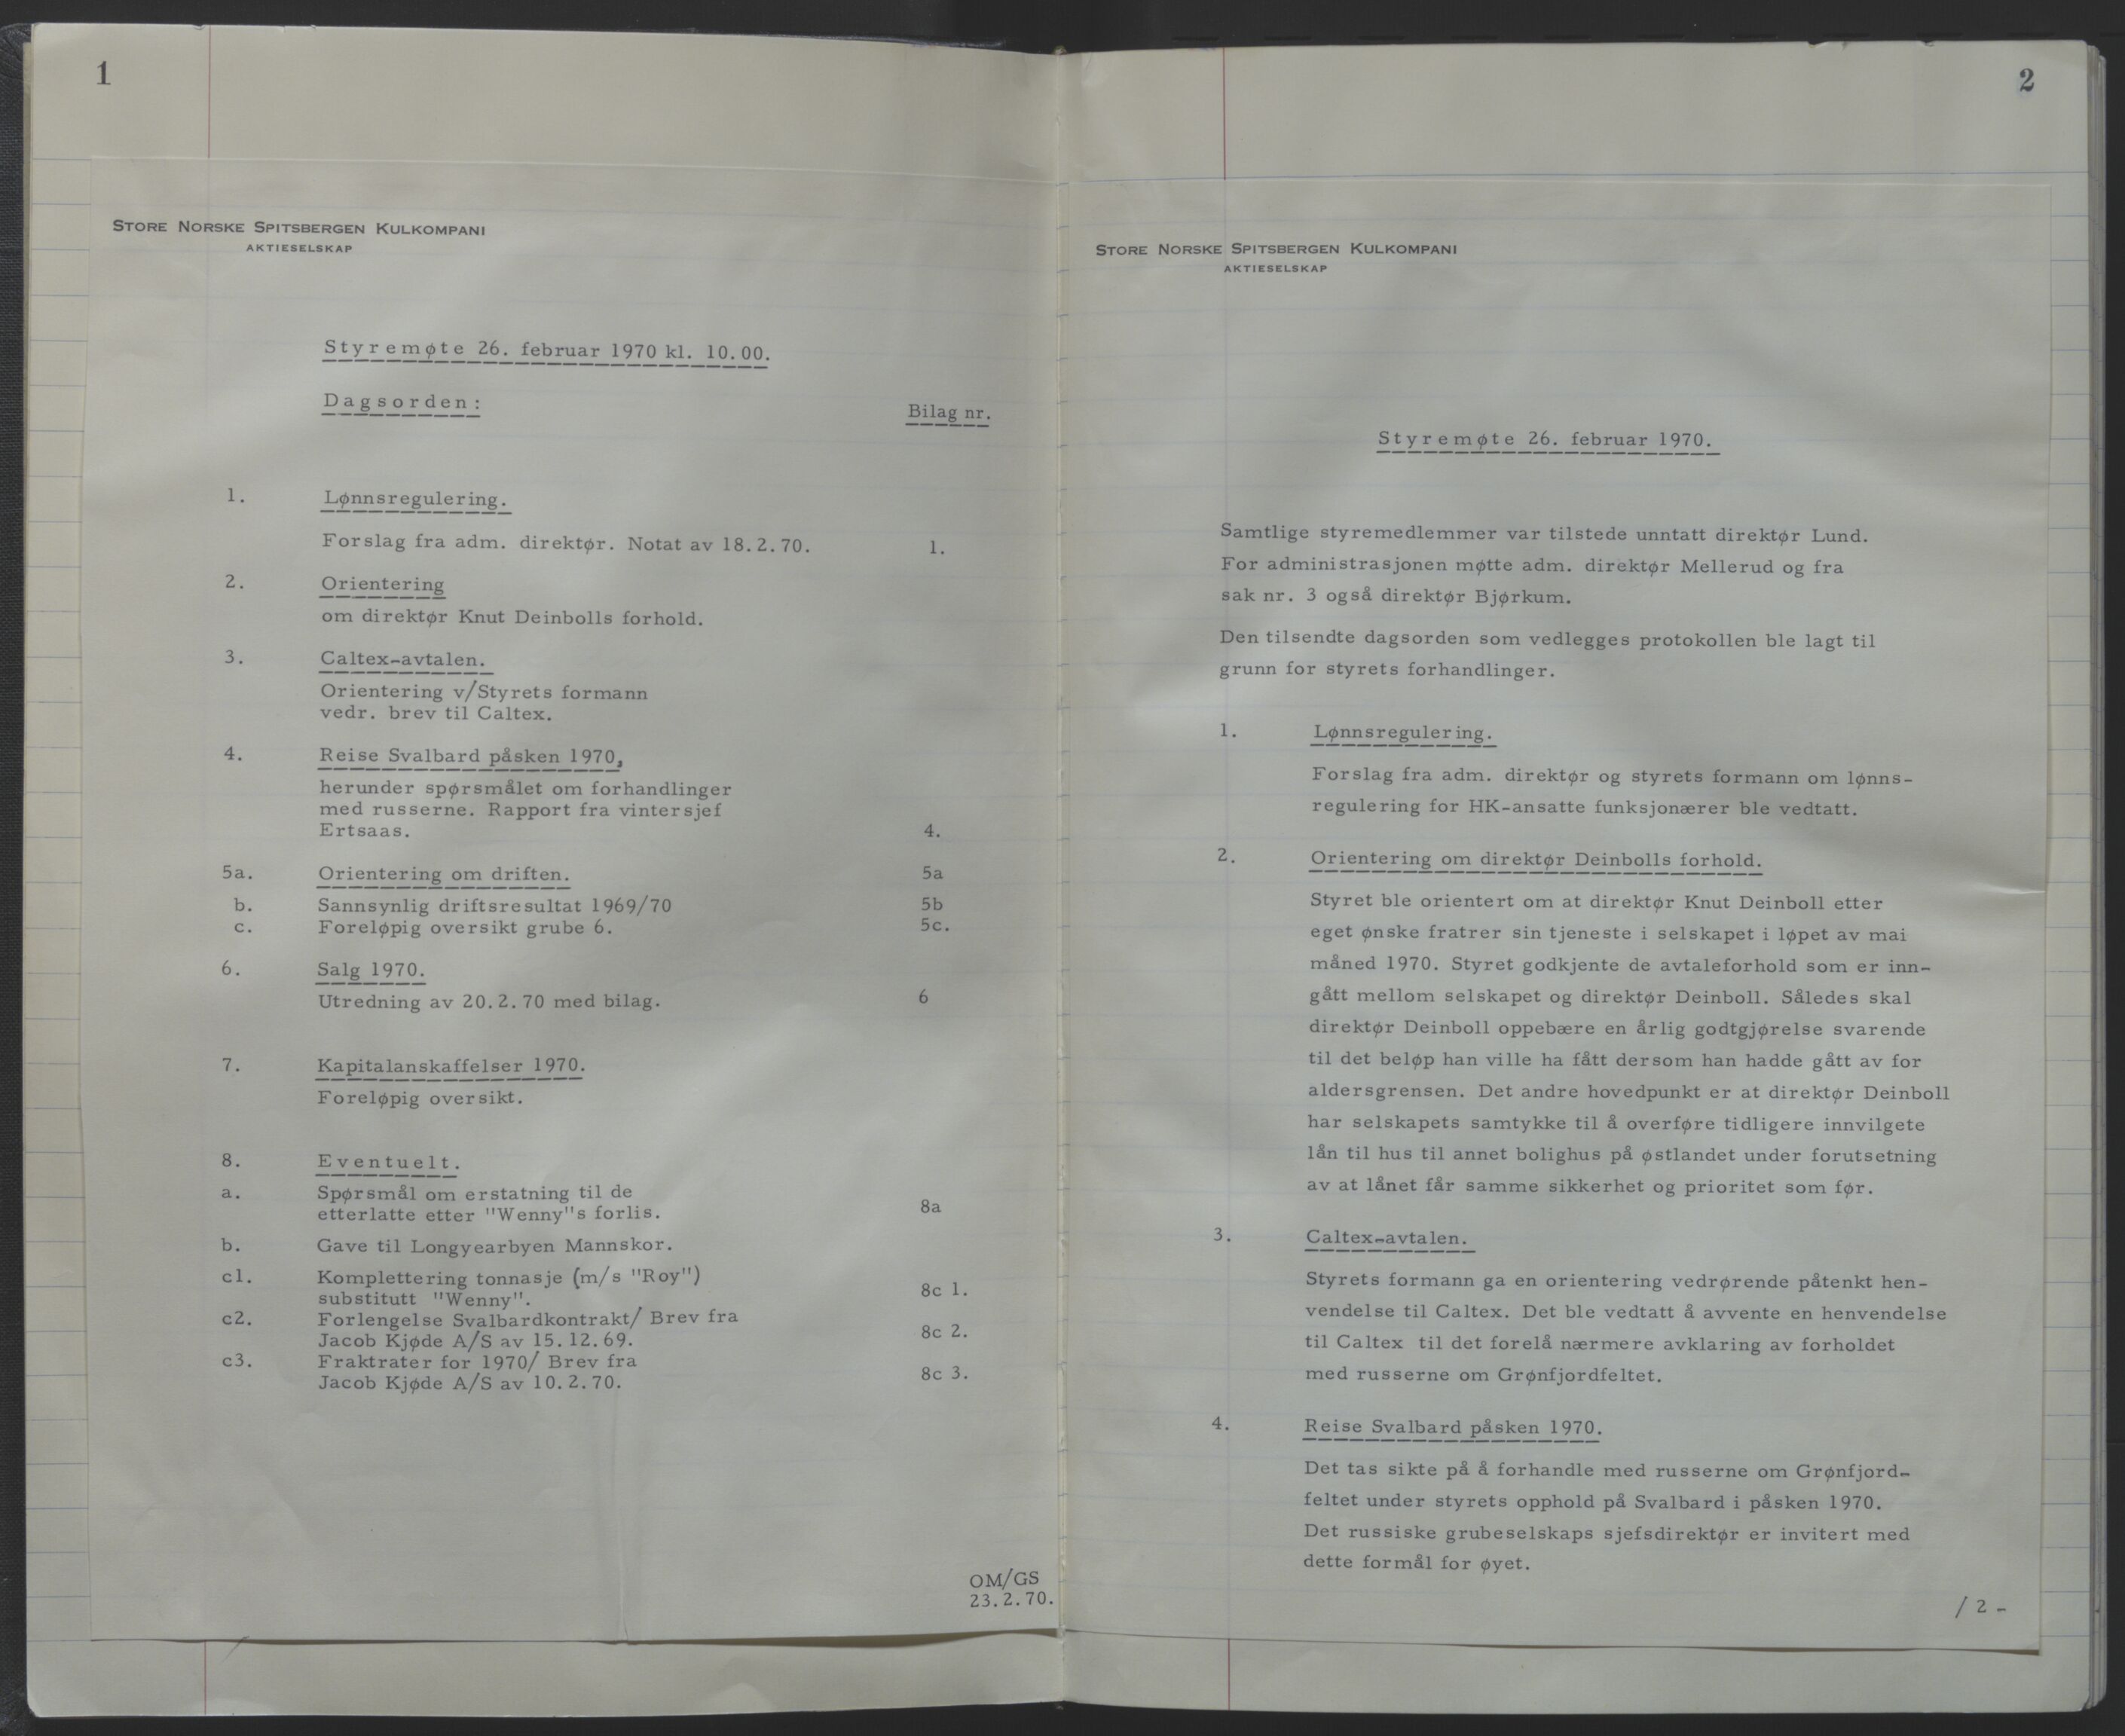 1
STORE NORSKE SPITSBERGEN KULKOMPANI
AKTIESELSKAP
Styremøte 26. februar 1970 kl. 10.00.
Dagsorden:
Bilag nr.
1. Lønnsregulering.
Forslag fra adm. direktør. Notat av 18.2.70. 1.
2. Orientering
om direktør Knut Deinbolls forhold.
3. Caltex-avtalen.
Orientering v/Styrets formann
vedr. brev til Caltex.
4. Reise Svalbard påsken 1970,
herunder spørsmålet om forhandlinger
med russerne. Rapport fra vintersjef
Ertsaas. 4.
5a. Orientering om driften. 5a
b. Sannsynlig driftsresultat 1969/70 5b
c. Foreløpig oversikt grube 6. 5c.
6. Salg 1970.
Utredning av 20.2.70 med bilag. 6
7. Kapitalanskaffelser 1970.
Foreløpig oversikt.
8. Eventuelt.
a. Spørsmål om erstatning til de
etterlatte etter "Wenny"s forlis. 8a
b. Gave til Longyearbyen Mannskor.
c1. Komplettering tonnasje (m/s "Roy")
substitutt "Wenny". 8c 1.
c2. Forlengelse Svalbardkontrakt/ Brev fra
Jacob Kjøde A/S av 15.12.69. 8c 2.
c3. Fraktrater for 1970/ Brev fra
Jacob Kjøde A/S av 10.2.70. 8c 3.
OM/GS
23.2.70.
2
STORE NORSKE SPITSBERGEN KULKOMPANI
AKTIESELSKAP
Styremøte 26. februar 1970.
Samtlige styremedlemmer var tilstede unntatt direktør Lund.
For administrasjonen møtte adm. direktør Mellerud og fra
sak nr. 3 også direktør Bjørkum.
Den tilsendte dagsorden som vedlegges protokollen ble lagt til
grunn for styrets forhandlinger.
1. Lønnsregulering.
Forslag fra adm. direktør og styrets formann om lønns-
regulering for HK-ansatte funksjonærer ble vedtatt.
2. Orientering om direktør Deinbolls forhold.
Styret ble orientert om at direktør Knut Deinboll etter
eget ønske fratrer sin tjeneste i selskapet i løpet av mai
måned 1970. Styret godkjente de avtaleforhold som er inn-
gått mellom selskapet og direktør Deinboll. Således skal
direktør Deinboll oppebære en årlig godtgjørelse svarende
til det beløp han ville ha fått dersom han hadde gått av for
aldersgrensen. Det andre hovedpunkt er at direktør Deinboll
har selskapets samtykke til å overføre tidligere innvilgete
lån til hus til annet bolighus på østlandet under forutsetning
av at lånet får samme sikkerhet og prioritet som før.
3. Caltex-avtalen.
Styrets formann ga en orientering vedrørende påtenkt hen-
vendelse til Caltex. Det ble vedtatt å avvente en henvendelse
til Caltex til det forelå nærmere avklaring av forholdet
med russerne om Grønfjordfeltet.
4. Reise Svalbard påsken 1970.
Det tas sikte på å forhandle med russerne om Grønfjord-
feltet under styrets opphold på Svalbard i påsken 1970.
Det russiske grubeselskaps sjefsdirektør er invitert med
dette formål for øyet.
/ 2 -